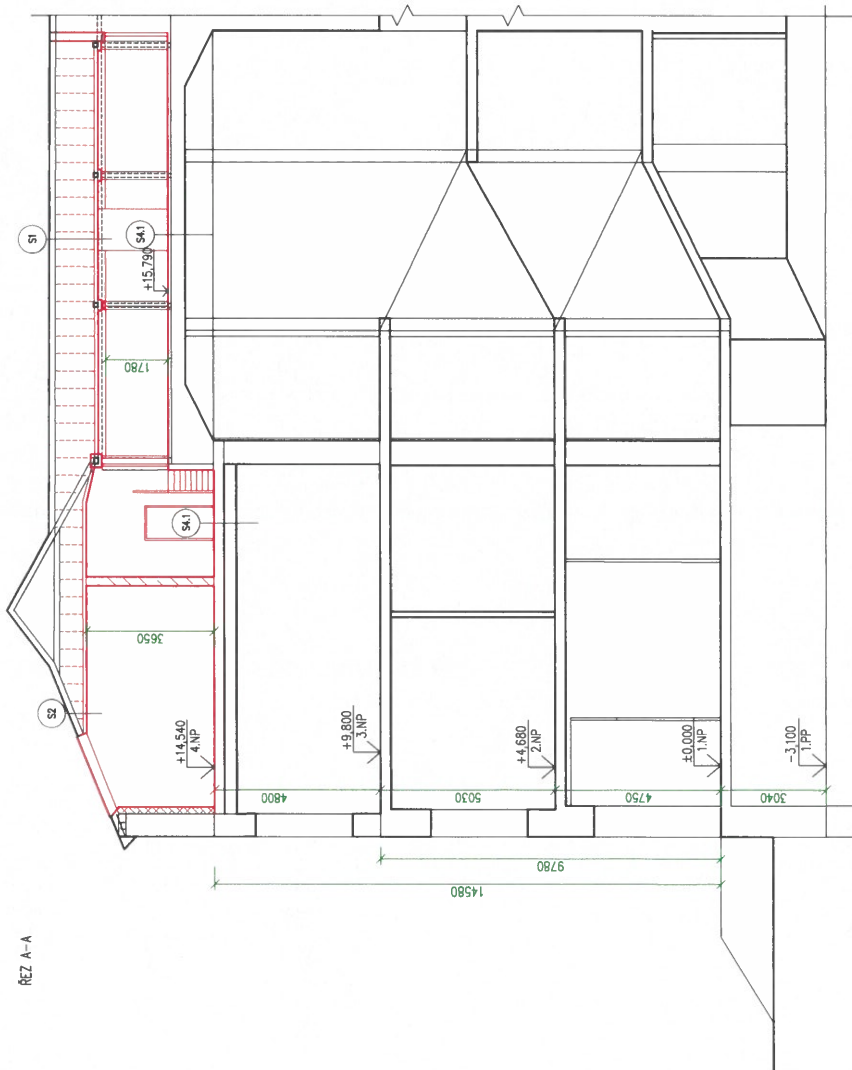 S1
S4.1
+15,790
1780
S4.1
3650
S2
+14,540
4.NP
+9,800
3.NP
+4,680
2.NP
±0,000
1.NP
-3,100
1.PP
4800
5030
4750
3040
9780
14580
ŘEZ A-A